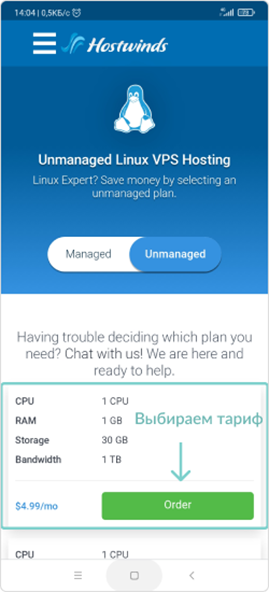 14:04 | 0,5КБ/с
Hostwinds
Unmanaged Linux VPS Hosting
Linux Expert? Save money by selecting an
unmanaged plan.
Managed Unmanaged
Having trouble deciding which plan you
need? Chat with us! We are here and
ready to help.
CPU 1 CPU
RAM 1 GB
Выбираем тариф
Storage 30 GB
Bandwidth 1 TB
$4.99/mo Order
CPU 1 CPU